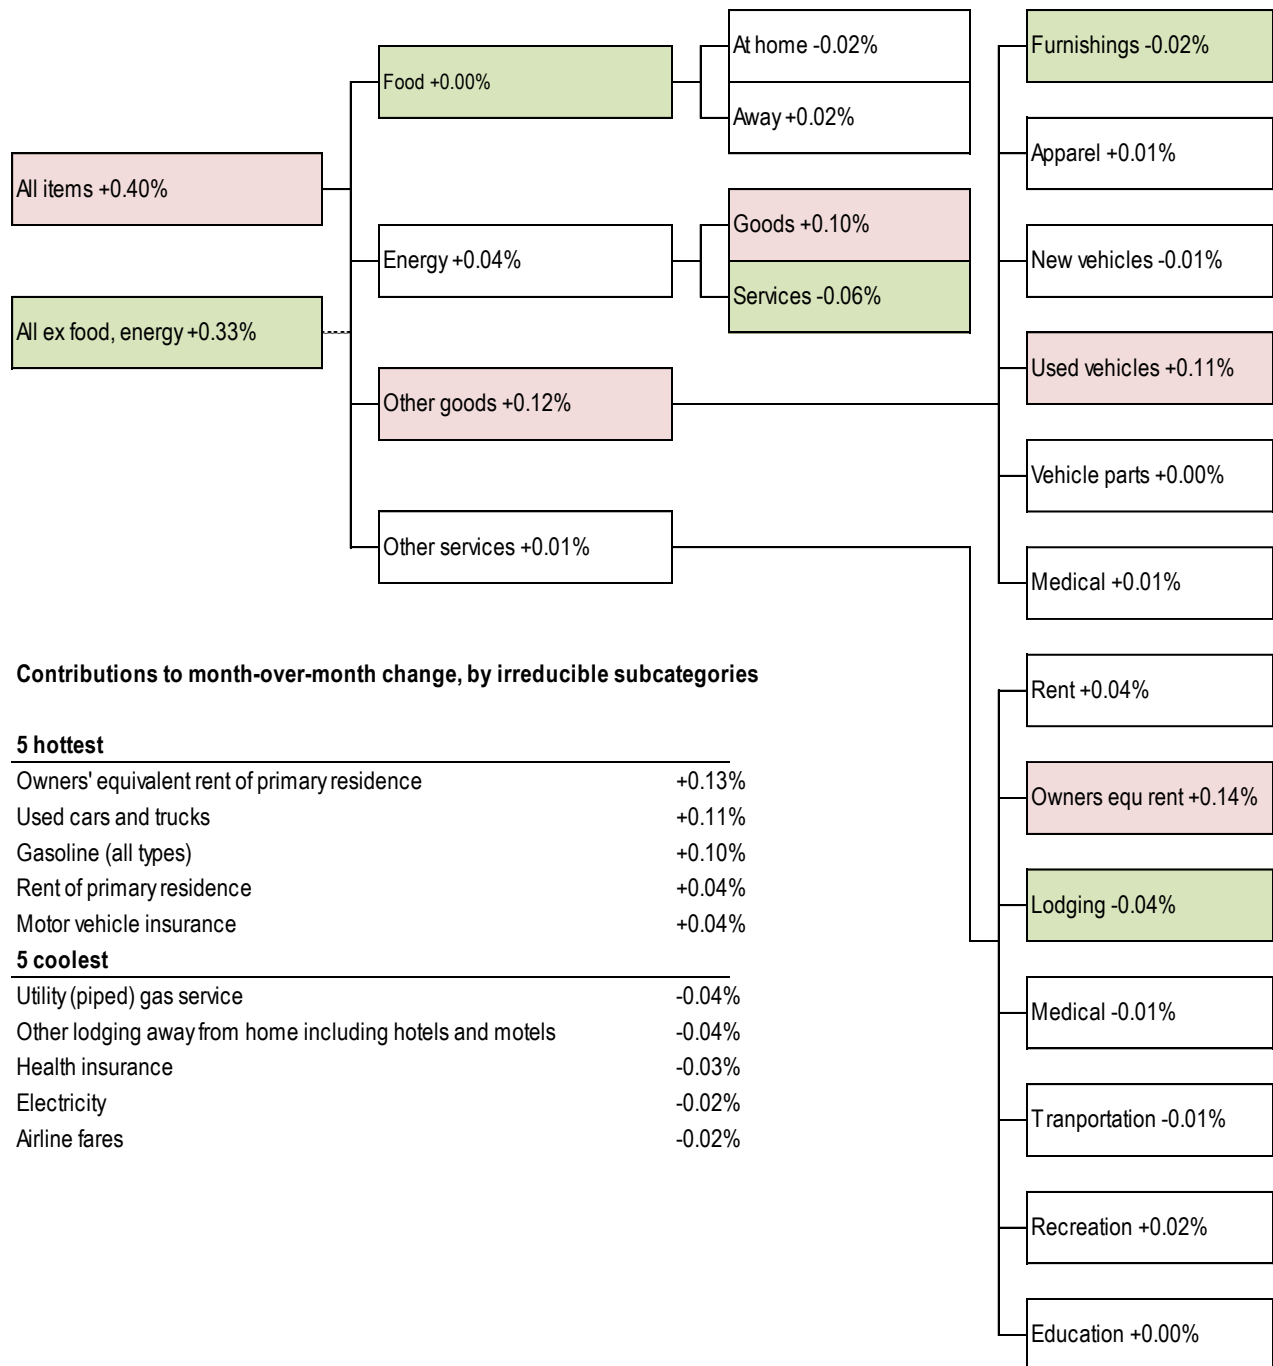 All items +0.40%
All ex food, energy +0.33%
Food +0.00%
Energy +0.04%
Other goods +0.12%
Other services +0.01%
At home -0.02%
Away +0.02%
Goods +0.10%
Services -0.06%
Furnishings -0.02%
Apparel +0.01%
New vehicles -0.01%
Used vehicles +0.11%
Vehicle parts +0.00%
Medical +0.01%
Rent +0.04%
Owners equ rent +0.14%
Lodging -0.04%
Medical -0.01%
Tranportation -0.01%
Recreation +0.02%
Education +0.00%
Contributions to month-over-month change, by irreducible subcategories
5 hottest
Owners' equivalent rent of primary residence +0.13%
Used cars and trucks +0.11%
Gasoline (all types) +0.10%
Rent of primary residence +0.04%
Motor vehicle insurance +0.04%
5 coolest
Utility (piped) gas service -0.04%
Other lodging away from home including hotels and motels -0.04%
Health insurance -0.03%
Electricity -0.02%
Airline fares -0.02%